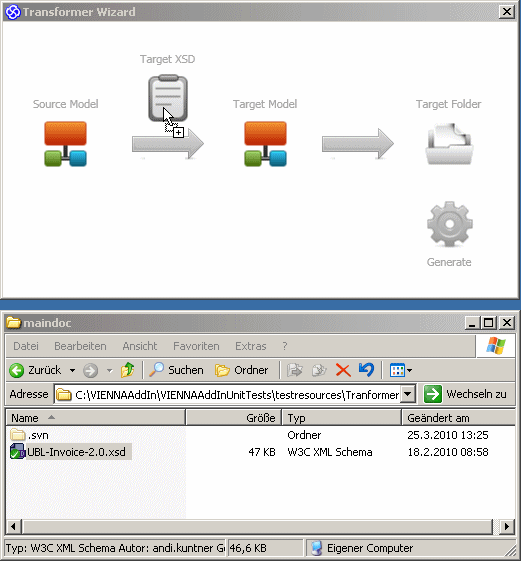 Transformer Wizard
Target XSD
Source Model
Target Model
Target Folder
Generate
maindoc
Datei Bearbeiten Ansicht Favoriten Extras ?
Zurück Suchen Ordner
Adresse C:\VIENNAAddIn\VIENNAAddInUnitTests\testresources\Tranformer Wechseln zu
Name Größe Typ Geändert am
.svn Ordner 25.3.2010 13:25
UBL-Invoice-2.0.xsd 47 KB W3C XML Schema 18.2.2010 08:58
Typ: W3C XML Schema Autor: andi.kuntner Ge 46,6 KB Eigener Computer